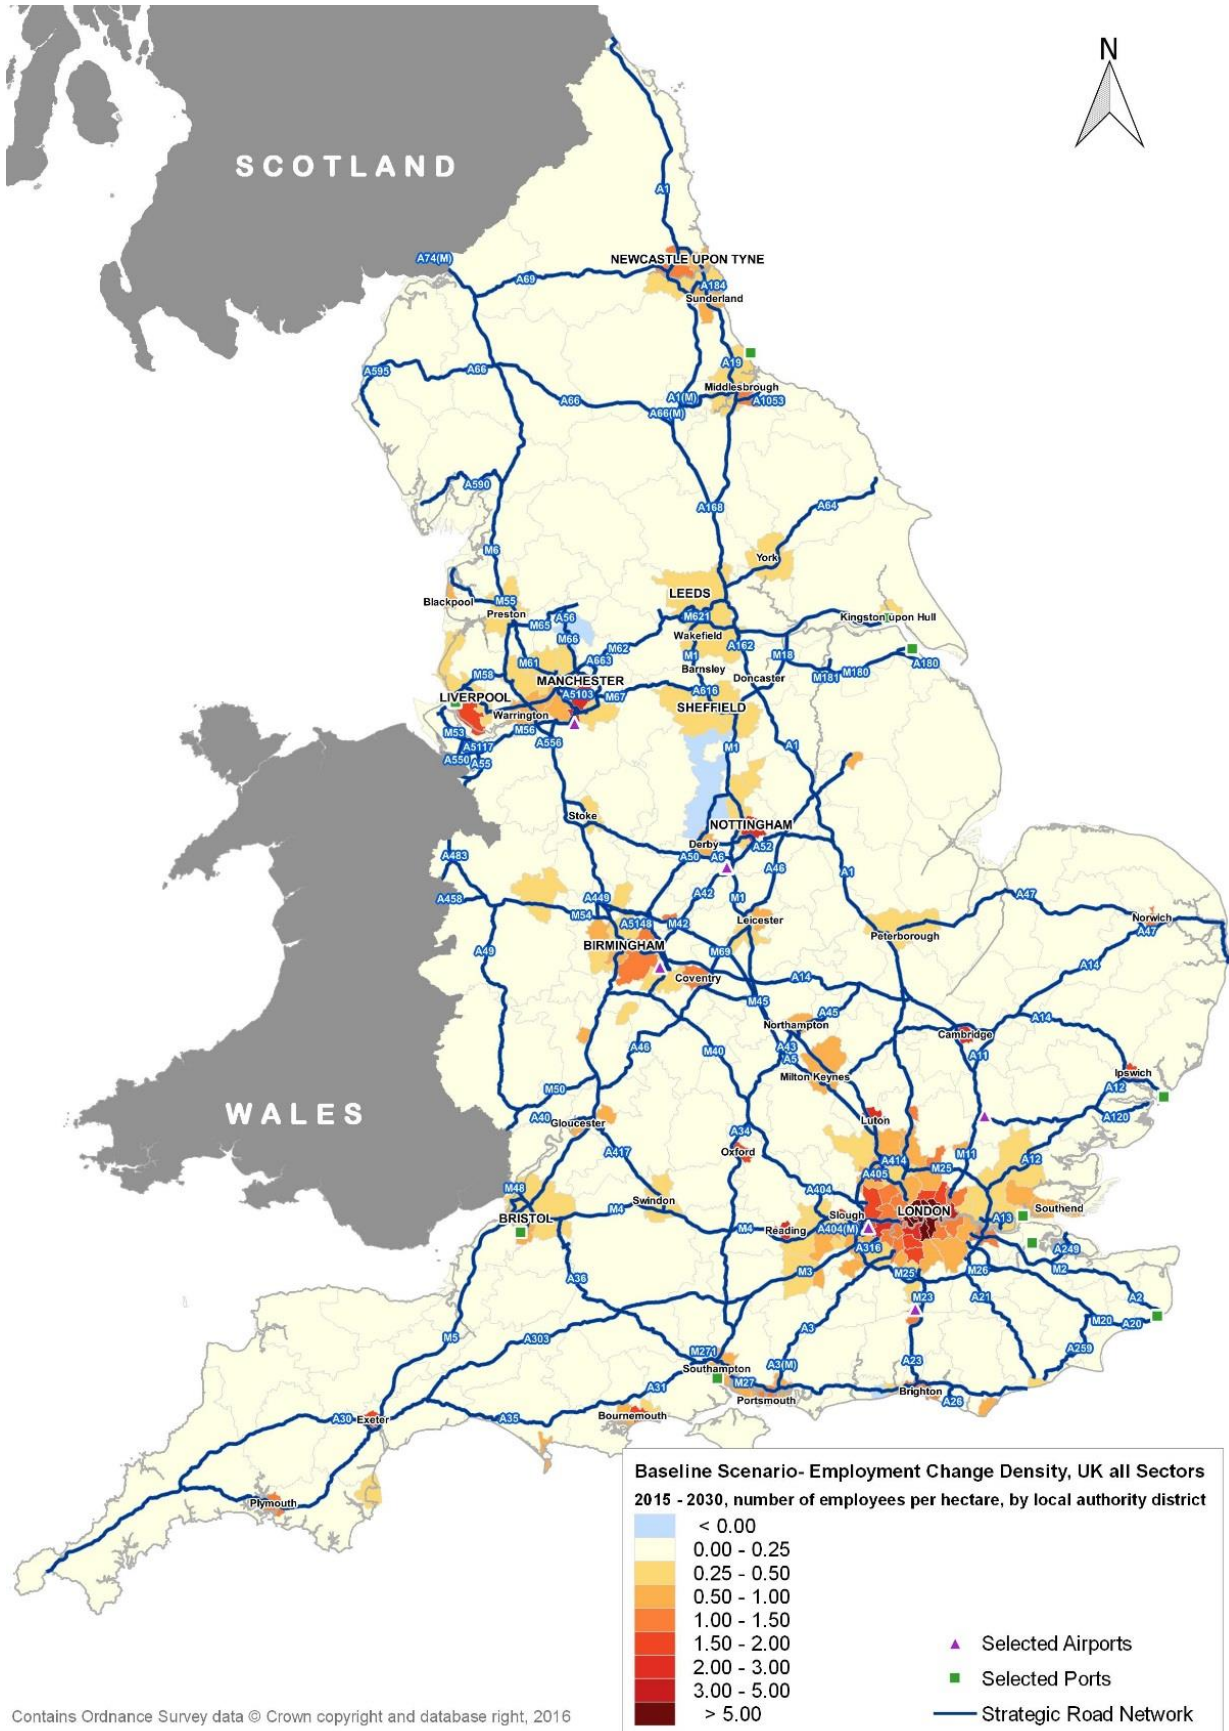 N
SCOTLAND
A1
NEWCASTLE UPON TYNE
A74(M)
A69
A184
Sunderland
A19
A595
A66
Middlesbrough
A66
A1(M)
A1053
A66(M)
A590
A168
A64
M6
York
LEEDS
Blackpool
M55
Preston
A56
M621
Kingston upon Hull
M65
M66
Wakefield
A162
M62
M1
M18
A663
M61
Barnsley
A180
M58
MANCHESTER
Doncaster
M181
M180
LIVERPOOL
A5103
M67
A616
SHEFFIELD
Warrington
M53
M56
A556
A5117
M1
A1
A550
A55
Stoke
NOTTINGHAM
Derby
A52
A483
A50
A6
A46
A1
A458
A449
A42
M1
A47
M54
A5148
M42
Leicester
Norwich
BIRMINGHAM
Peterborough
A47
A49
M69
Coventry
A14
A14
M45
A45
Northampton
A14
A46
M40
A43
Cambridge
A5
A11
Milton Keynes
Ipswich
M50
A12
WALES
A40
Gloucester
Luton
A120
A34
A417
Oxford
A414
M11
A12
M25
A405
M48
A404
Swindon
BRISTOL
M4
Slough
LONDON
Southend
M4
Reading
A404(M)
A13
A316
A249
M3
M25
M26
M2
A36
M23
A21
A2
M20
A20
M5
A303
A3
M271
A259
Southampton
A3(M)
A23
A31
M27
Portsmouth
Brighton
A26
A30
Exeter
A35
Bournemouth
Plymouth
Baseline Scenario- Employment Change Density, UK all Sectors
2015 - 2030, number of employees per hectare, by local authority district
< 0.00
0.00 - 0.25
0.25 - 0.50
0.50 - 1.00
1.00 - 1.50
1.50 - 2.00
2.00 - 3.00
3.00 - 5.00
> 5.00
Selected Airports
Selected Ports
Strategic Road Network
Contains Ordnance Survey data © Crown copyright and database right, 2016